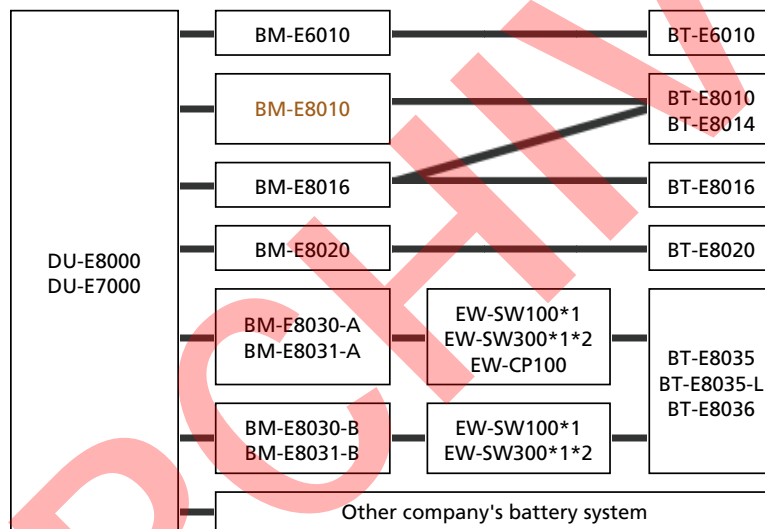 DU-E8000
DU-E7000
BM-E6010
BT-E6010
BM-E8010
BT-E8010
BT-E8014
BM-E8016
BT-E8016
BM-E8020
BT-E8020
BM-E8030-A
BM-E8031-A
EW-SW100*1
EW-SW300*1*2
EW-CP100
BT-E8035
BT-E8035-L
BT-E8036
BM-E8030-B
BM-E8031-B
EW-SW100*1
EW-SW300*1*2
Other company's battery system
PCHIV